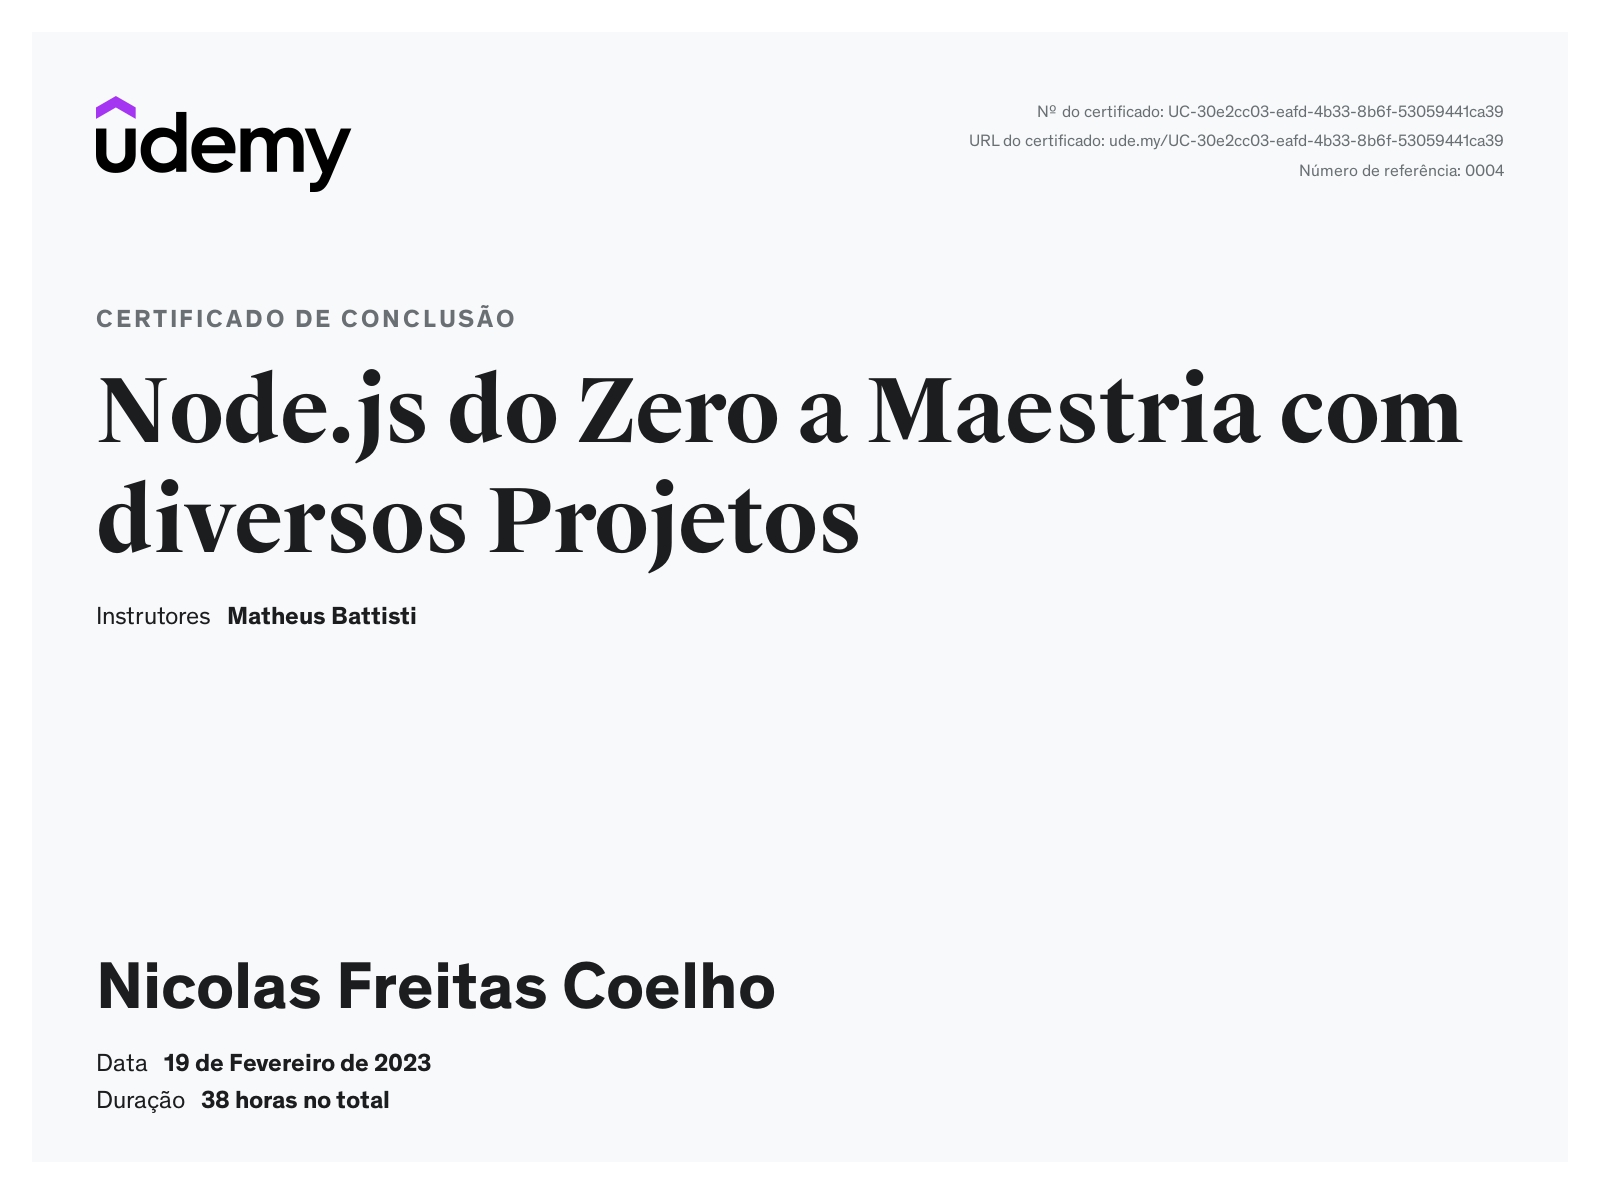 udemy
Nº do certificado: UC-30e2cc03-eafd-4b33-8b6f-53059441ca39
URL do certificado: ude.my/UC-30e2cc03-eafd-4b33-8b6f-53059441ca39
Número de referência: 0004
CERTIFICADO DE CONCLUSÃO
Node.js do Zero a Maestria com
diversos Projetos
Instrutores Matheus Battisti
Nicolas Freitas Coelho
Data 19 de Fevereiro de 2023
Duração 38 horas no total